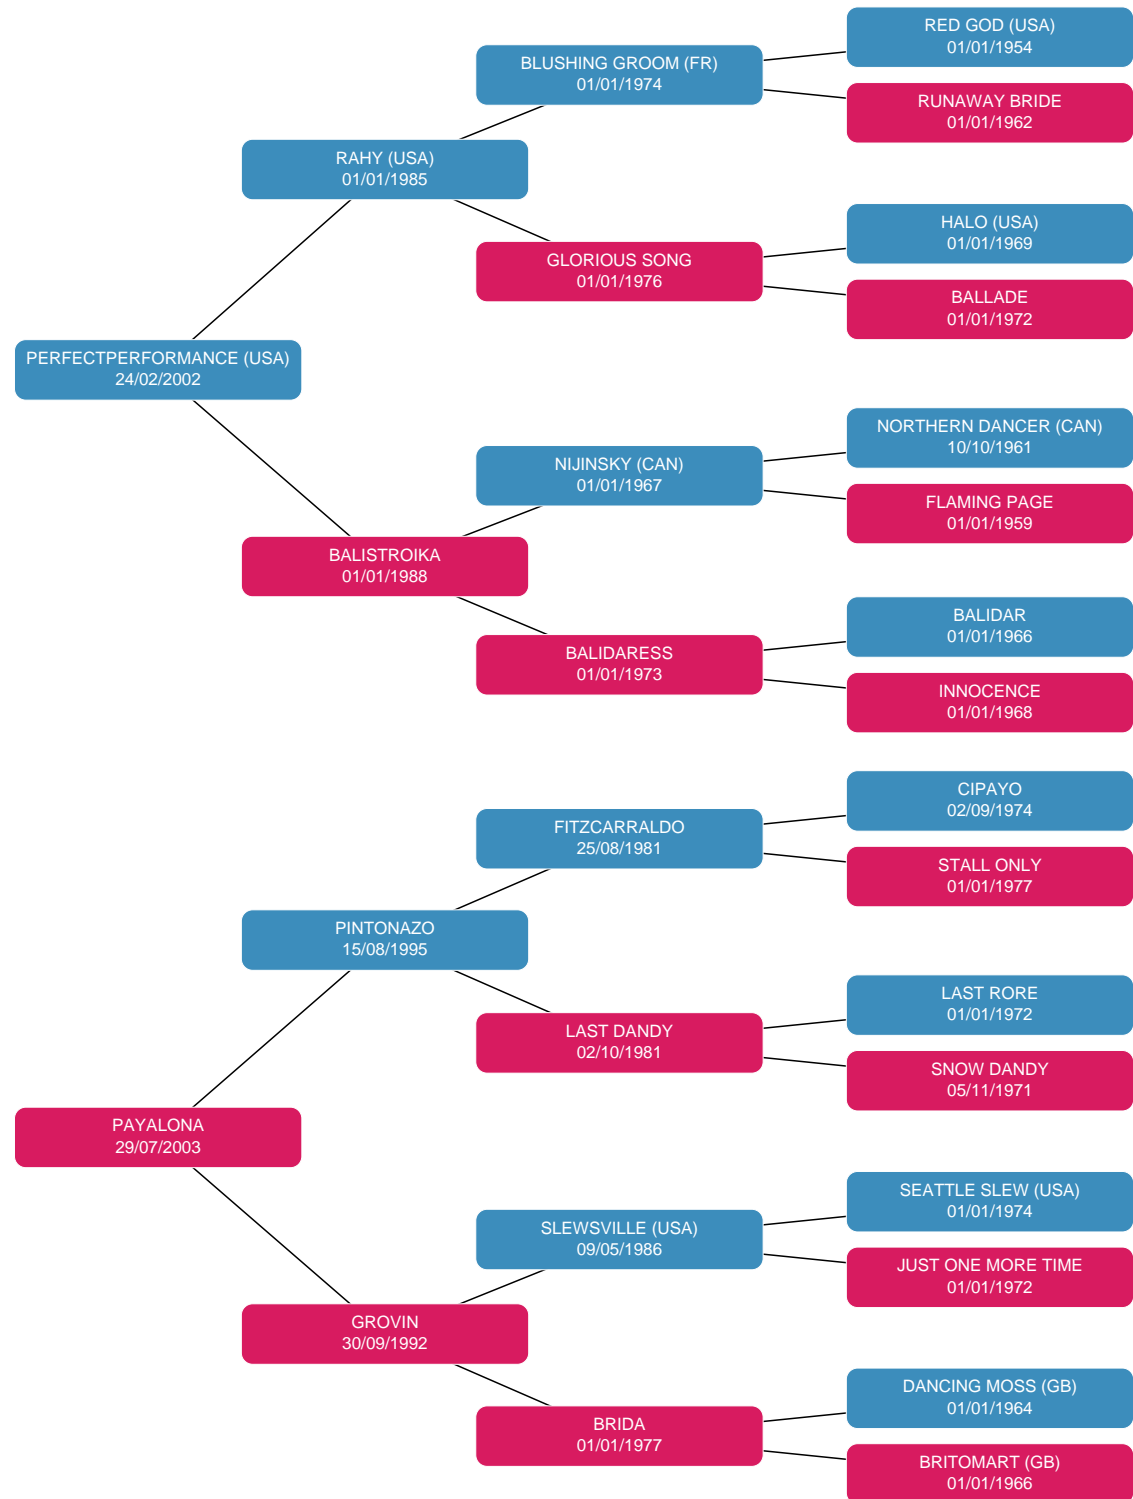 RED GOD (USA)
01/01/1954
BLUSHING GROOM (FR)
01/01/1974
RUNAWAY BRIDE
01/01/1962
RAHY (USA)
01/01/1985
HALO (USA)
01/01/1969
GLORIOUS SONG
01/01/1976
BALLADE
01/01/1972
PERFECTPERFORMANCE (USA)
24/02/2002
NORTHERN DANCER (CAN)
10/10/1961
NIJINSKY (CAN)
01/01/1967
FLAMING PAGE
01/01/1959
BALISTROIKA
01/01/1988
BALIDAR
01/01/1966
BALIDARESS
01/01/1973
INNOCENCE
01/01/1968
CIPAYO
02/09/1974
FITZCARRALDO
25/08/1981
STALL ONLY
01/01/1977
PINTONAZO
15/08/1995
LAST RORE
01/01/1972
LAST DANDY
02/10/1981
SNOW DANDY
05/11/1971
PAYALONA
29/07/2003
SEATTLE SLEW (USA)
01/01/1974
SLEWSVILLE (USA)
09/05/1986
JUST ONE MORE TIME
01/01/1972
GROVIN
30/09/1992
DANCING MOSS (GB)
01/01/1964
BRIDA
01/01/1977
BRITOMART (GB)
01/01/1966